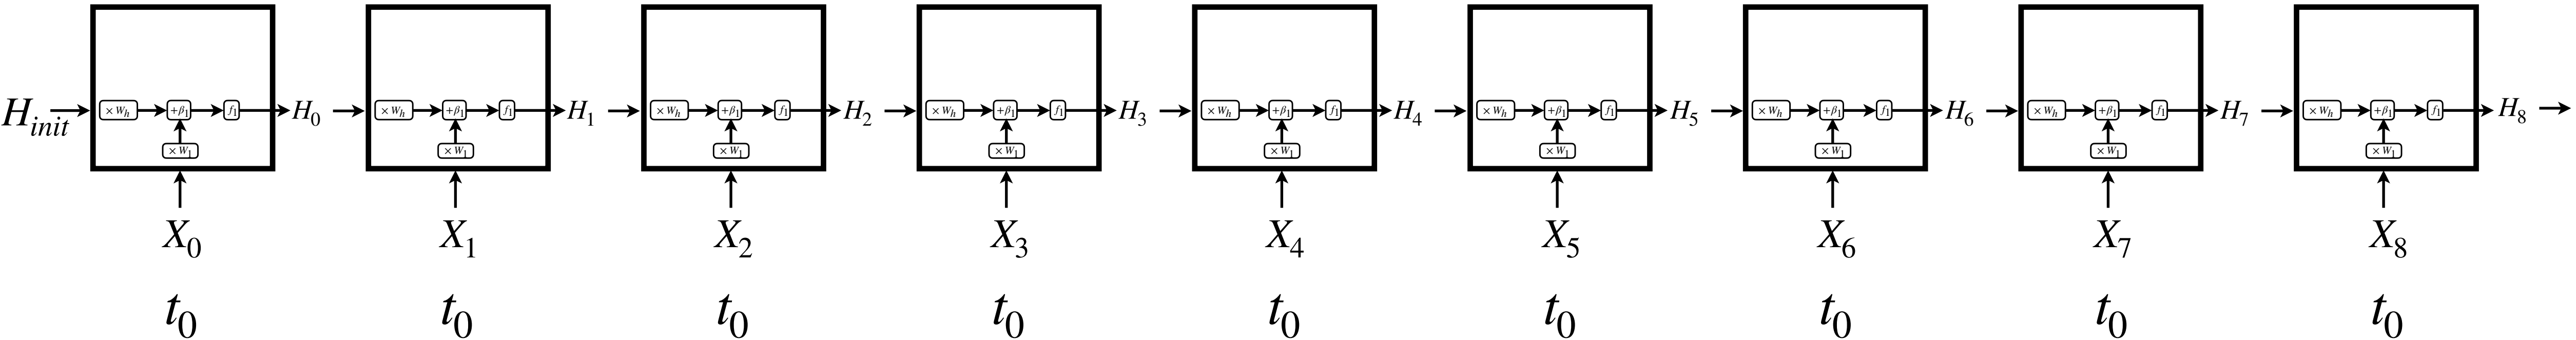 H_init ×W_h +β_1 f_1 H_0 ×W_h +β_1 f_1 H_1 ×W_h +β_1 f_1 H_2 ×W_h +β_1 f_1 H_3 ×W_h +β_1 f_1 H_4 ×W_h +β_1 f_1 H_5 ×W_h +β_1 f_1 H_6 ×W_h +β_1 f_1 H_7 ×W_h +β_1 f_1 H_8
×W_1 ×W_1 ×W_1 ×W_1 ×W_1 ×W_1 ×W_1 ×W_1 ×W_1
X_0 X_1 X_2 X_3 X_4 X_5 X_6 X_7 X_8
t_0 t_0 t_0 t_0 t_0 t_0 t_0 t_0 t_0